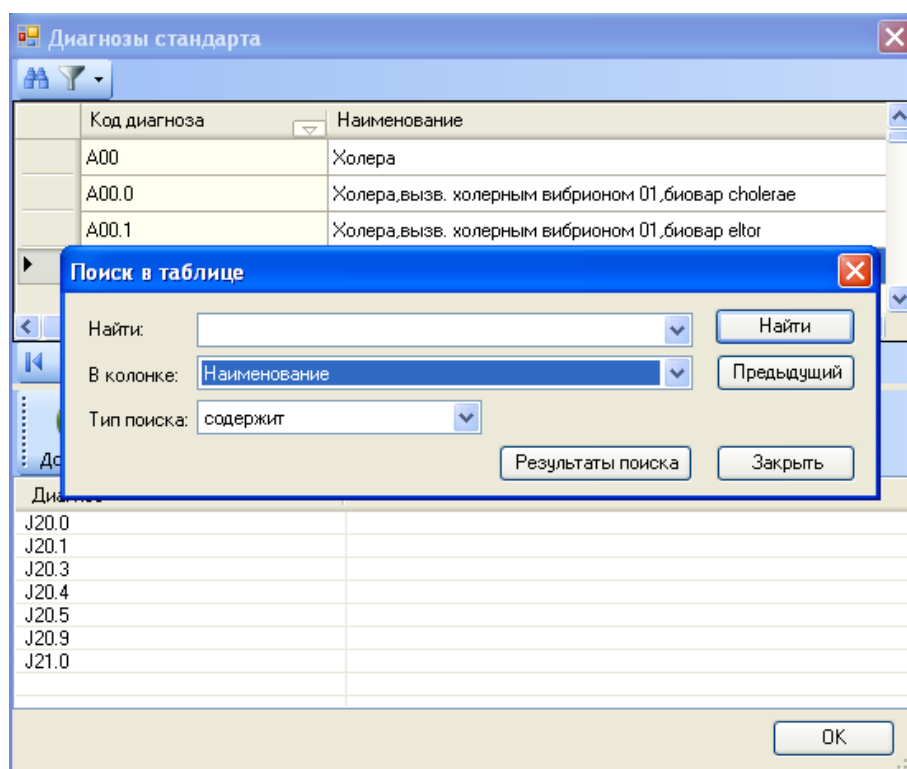 Диагнозы стандарта
Код диагноза Наименование
A00 Холера
A00.0 Холера,вызв. холерным вибрионом 01,биовар cholerae
A00.1 Холера,вызв. холерным вибрионом 01,биовар eltor
Поиск в таблице
Найти: Найти
В колонке: Наименование Предыдущий
Тип поиска: содержит
Результаты поиска Закрыть
J20.0
J20.1
J20.3
J20.4
J20.5
J20.9
J21.0
OK